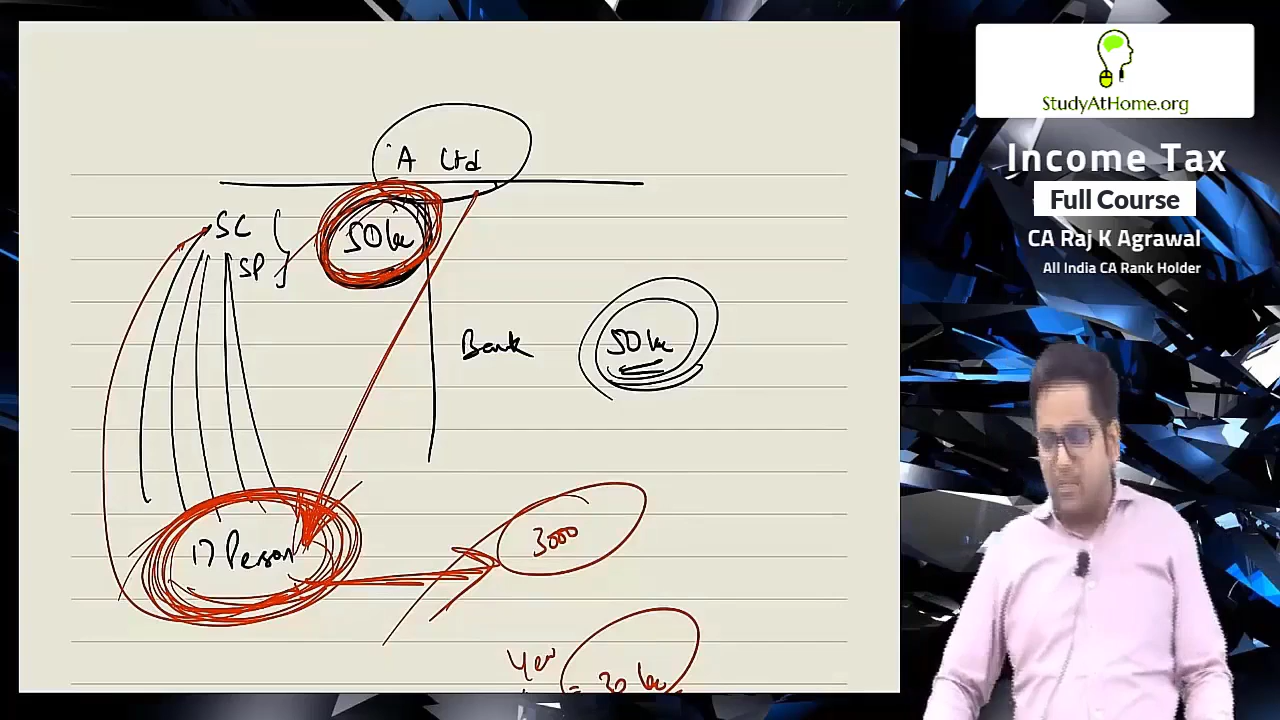 A Ltd
SC
SP
50 lac
Bank
50 lac
17 Person
3000
Year
= 30 lac
StudyAtHome.org
Income Tax
Full Course
CA Raj K Agrawal
All India CA Rank Holder